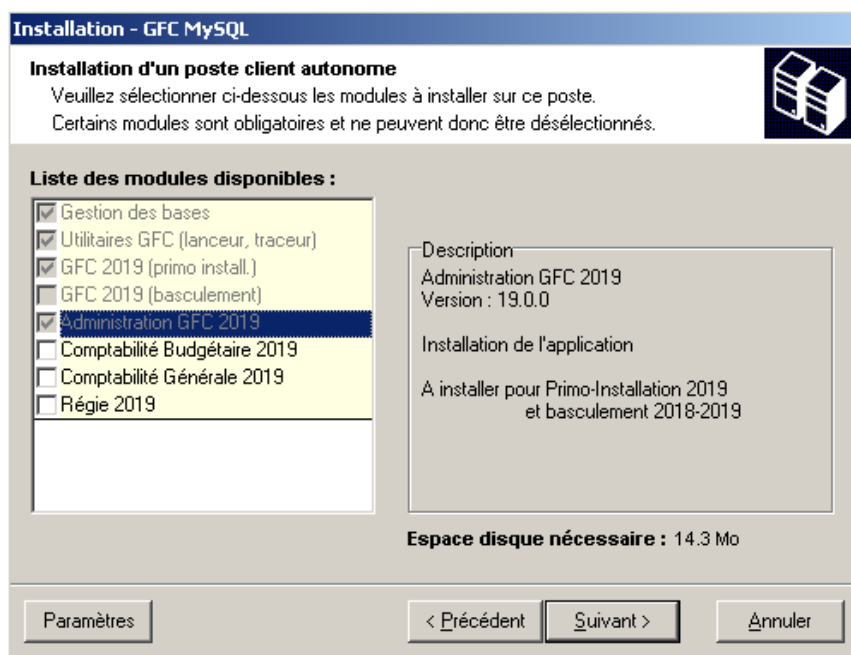 Installation - GFC MySQL
Installation d'un poste client autonome
Veuillez sélectionner ci-dessous les modules à installer sur ce poste.
Certains modules sont obligatoires et ne peuvent donc être désélectionnés.
Liste des modules disponibles :
Gestion des bases
Utilitaires GFC (lanceur, traceur)
GFC 2019 (primo install.)
GFC 2019 (basculement)
Administration GFC 2019
Comptabilité Budgétaire 2019
Comptabilité Générale 2019
Régie 2019
Description
Administration GFC 2019
Version : 19.0.0
Installation de l'application
A installer pour Primo-Installation 2019
et basculement 2018-2019
Espace disque nécessaire : 14.3 Mo
Paramètres
< Précédent
Suivant >
Annuler